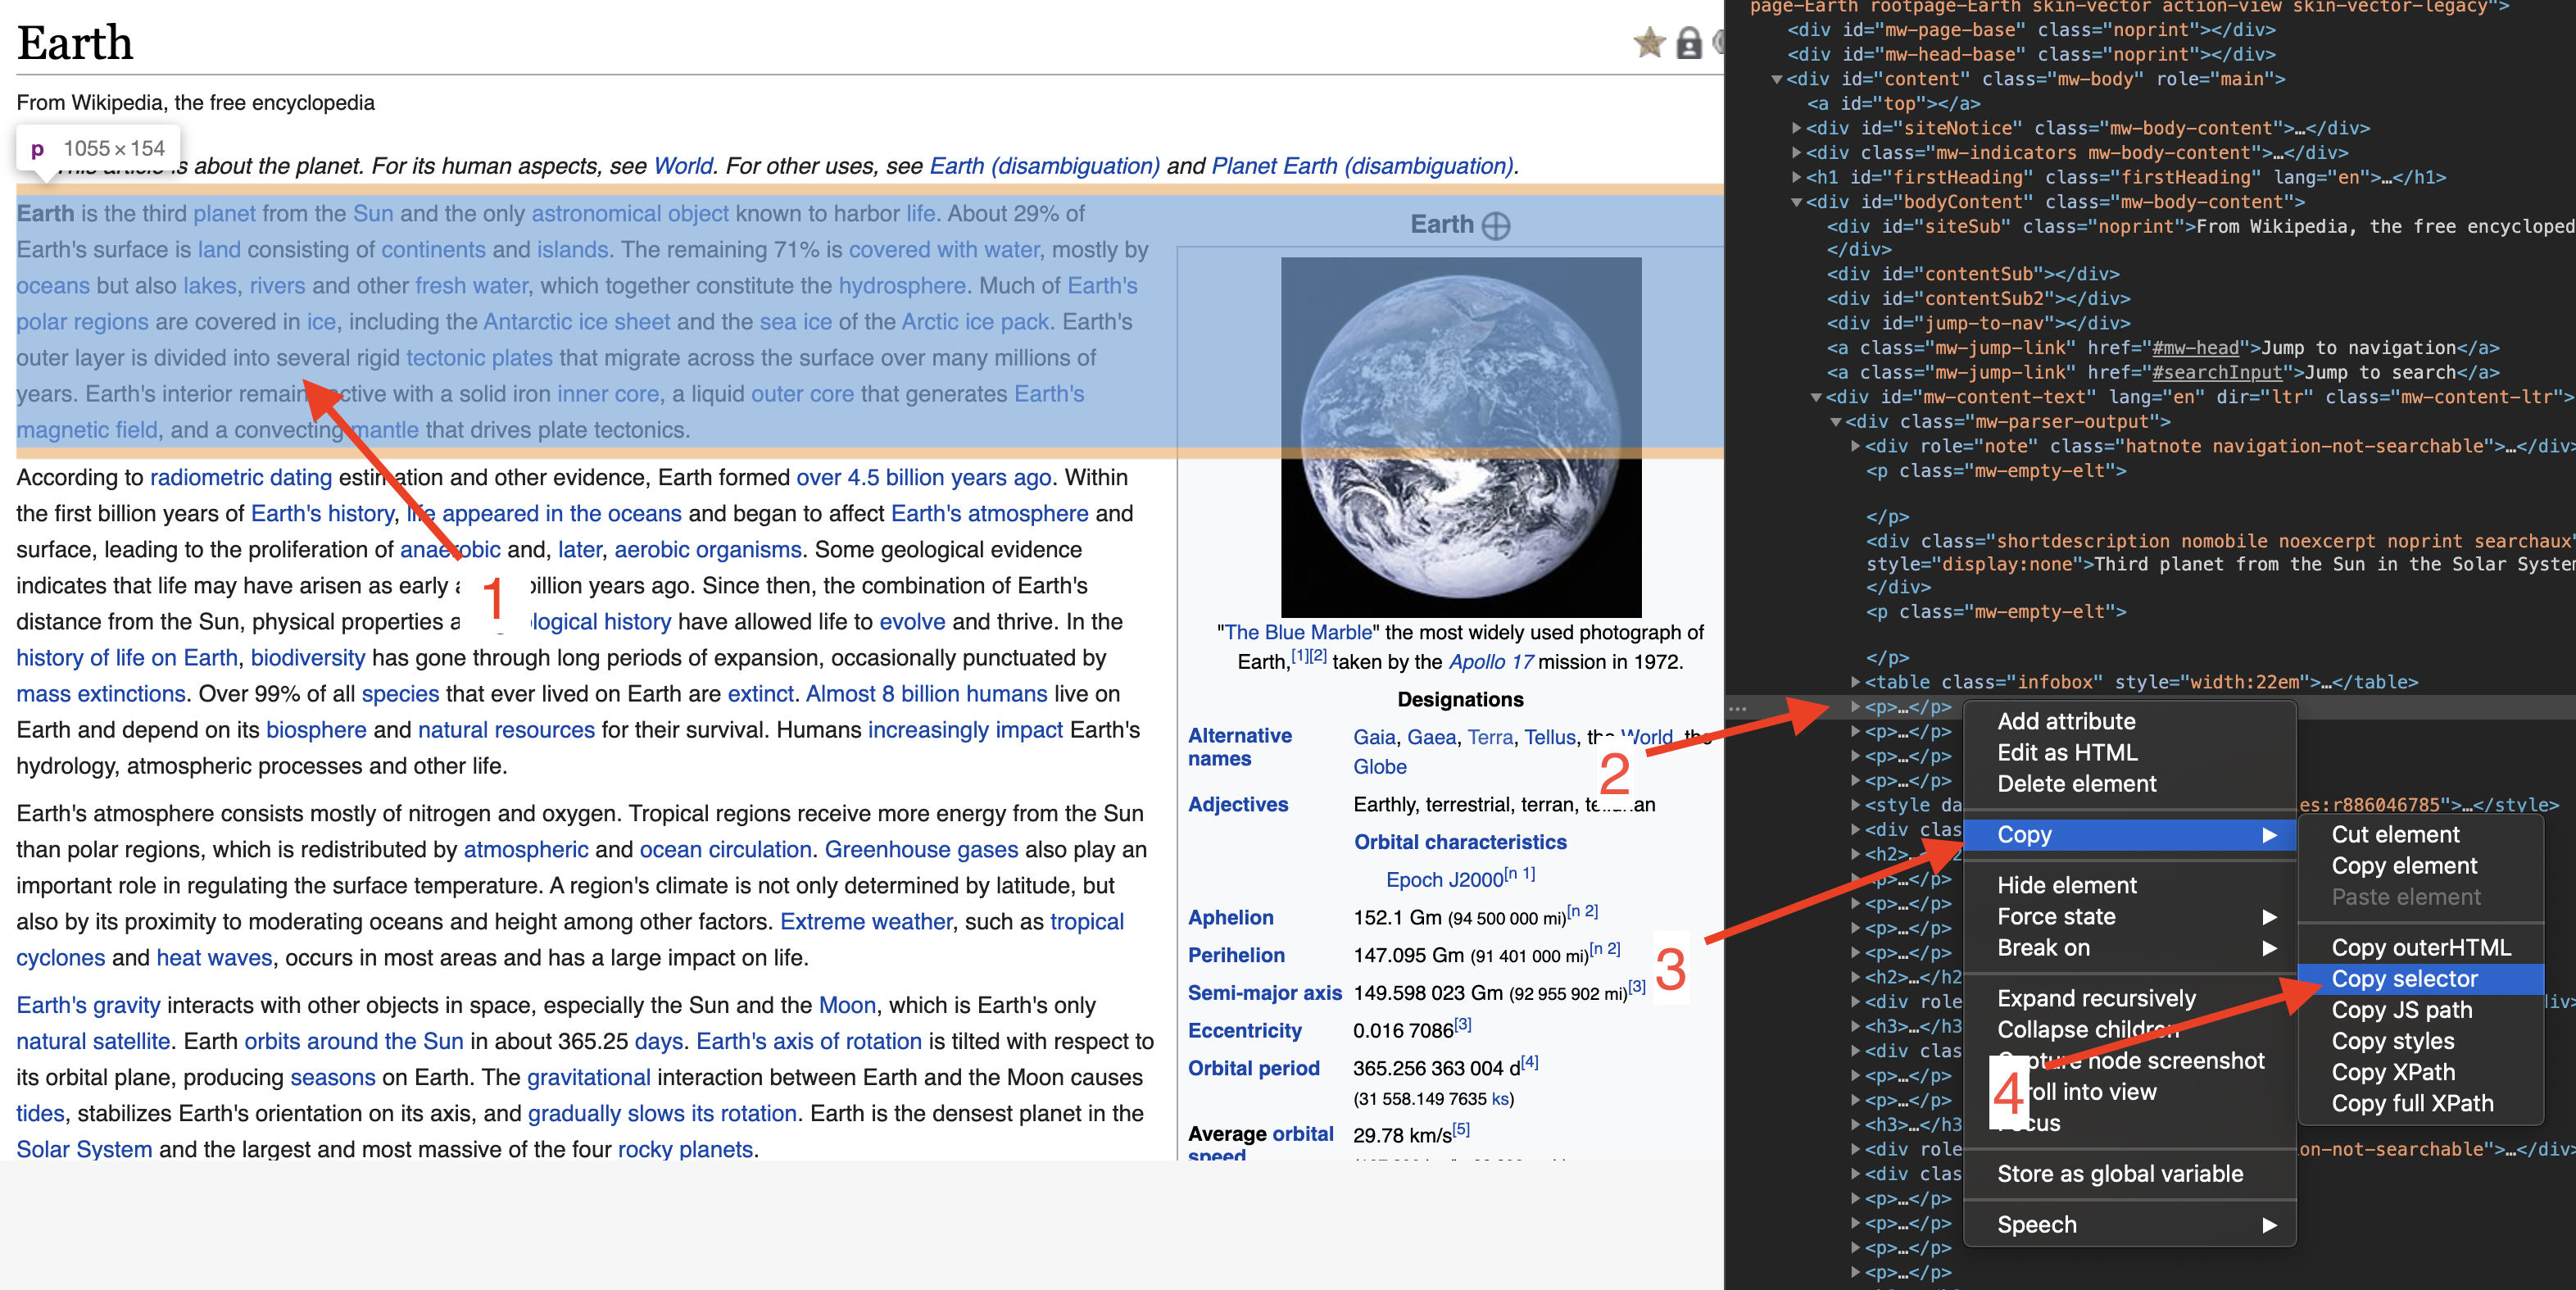 Earth
From Wikipedia, the free encyclopedia
p 1055 × 154
This article is about the planet. For its human aspects, see World. For other uses, see Earth (disambiguation) and Planet Earth (disambiguation).
Earth is the third planet from the Sun and the only astronomical object known to harbor life. About 29% of
Earth's surface is land consisting of continents and islands. The remaining 71% is covered with water, mostly by
oceans but also lakes, rivers and other fresh water, which together constitute the hydrosphere. Much of Earth's
polar regions are covered in ice, including the Antarctic ice sheet and the sea ice of the Arctic ice pack. Earth's
outer layer is divided into several rigid tectonic plates that migrate across the surface over many millions of
years. Earth's interior remains active with a solid iron inner core, a liquid outer core that generates Earth's
magnetic field, and a convecting mantle that drives plate tectonics.
According to radiometric dating estimation and other evidence, Earth formed over 4.5 billion years ago. Within
the first billion years of Earth's history, life appeared in the oceans and began to affect Earth's atmosphere and
surface, leading to the proliferation of anaerobic and, later, aerobic organisms. Some geological evidence
indicates that life may have arisen as early billion years ago. Since then, the combination of Earth's
distance from the Sun, physical properties logical history have allowed life to evolve and thrive. In the
history of life on Earth, biodiversity has gone through long periods of expansion, occasionally punctuated by
mass extinctions. Over 99% of all species that ever lived on Earth are extinct. Almost 8 billion humans live on
Earth and depend on its biosphere and natural resources for their survival. Humans increasingly impact Earth's
hydrology, atmospheric processes and other life.
Earth's atmosphere consists mostly of nitrogen and oxygen. Tropical regions receive more energy from the Sun
than polar regions, which is redistributed by atmospheric and ocean circulation. Greenhouse gases also play an
important role in regulating the surface temperature. A region's climate is not only determined by latitude, but
also by its proximity to moderating oceans and height among other factors. Extreme weather, such as tropical
cyclones and heat waves, occurs in most areas and has a large impact on life.
Earth's gravity interacts with other objects in space, especially the Sun and the Moon, which is Earth's only
natural satellite. Earth orbits around the Sun in about 365.25 days. Earth's axis of rotation is tilted with respect to
its orbital plane, producing seasons on Earth. The gravitational interaction between Earth and the Moon causes
tides, stabilizes Earth's orientation on its axis, and gradually slows its rotation. Earth is the densest planet in the
Solar System and the largest and most massive of the four rocky planets.
1
Earth
"The Blue Marble" the most widely used photograph of
Earth,[1][2] taken by the Apollo 17 mission in 1972.
Designations
Alternative names
Gaia, Gaea, Terra, Tellus, the World, the
Globe
Adjectives Earthly, terrestrial, terran,
Orbital characteristics
Epoch J2000[n 1]
Aphelion 152.1 Gm (94 500 000 mi)[n 2]
Perihelion 147.095 Gm (91 401 000 mi)[n 2]
Semi-major axis 149.598 023 Gm (92 955 902 mi)[3]
Eccentricity 0.016 7086[3]
Orbital period 365.256 363 004 d[4]
(31 558.149 7635 ks)
Average orbital speed 29.78 km/s[5]
2
3
page-Earth rootpage-Earth skin-vector action-view skin-vector-legacy">
<div id="mw-page-base" class="noprint"></div>
<div id="mw-head-base" class="noprint"></div>
<div id="content" class="mw-body" role="main">
<a id="top"></a>
<div id="siteNotice" class="mw-body-content">…</div>
<div class="mw-indicators mw-body-content">…</div>
<h1 id="firstHeading" class="firstHeading" lang="en">…</h1>
<div id="bodyContent" class="mw-body-content">
<div id="siteSub" class="noprint">From Wikipedia, the free encycloped
</div>
<div id="contentSub"></div>
<div id="contentSub2"></div>
<div id="jump-to-nav"></div>
<a class="mw-jump-link" href="#mw-head">Jump to navigation</a>
<a class="mw-jump-link" href="#searchInput">Jump to search</a>
<div id="mw-content-text" lang="en" dir="ltr" class="mw-content-ltr">
<div class="mw-parser-output">
<div role="note" class="hatnote navigation-not-searchable">…</div>
<p class="mw-empty-elt">
</p>
<div class="shortdescription nomobile noexcerpt noprint searchaux"
style="display:none">Third planet from the Sun in the Solar System
</div>
<p class="mw-empty-elt">
</p>
<table class="infobox" style="width:22em">…</table>
… <p>…</p>
<p>…</p>
<p>…</p>
<p>…</p>
<style da es:r886046785">…</style>
<div clas
<h2>…</h2
<p>…</p>
<p>…</p>
<p>…</p>
<p>…</p>
<h2>…</h2
<div role div>
<h3>…</h3
<div clas
<p>…</p>
<p>…</p>
<h3>…</h3
<div role on-not-searchable">…</div>
<div clas
<p>…</p>
<p>…</p>
<p>…</p>
<p>…</p>
Add attribute
Edit as HTML
Delete element
Copy
Hide element
Force state
Break on
Expand recursively
Collapse children
Capture node screenshot
Scroll into view
Focus
Store as global variable
Speech
4
Cut element
Copy element
Paste element
Copy outerHTML
Copy selector
Copy JS path
Copy styles
Copy XPath
Copy full XPath